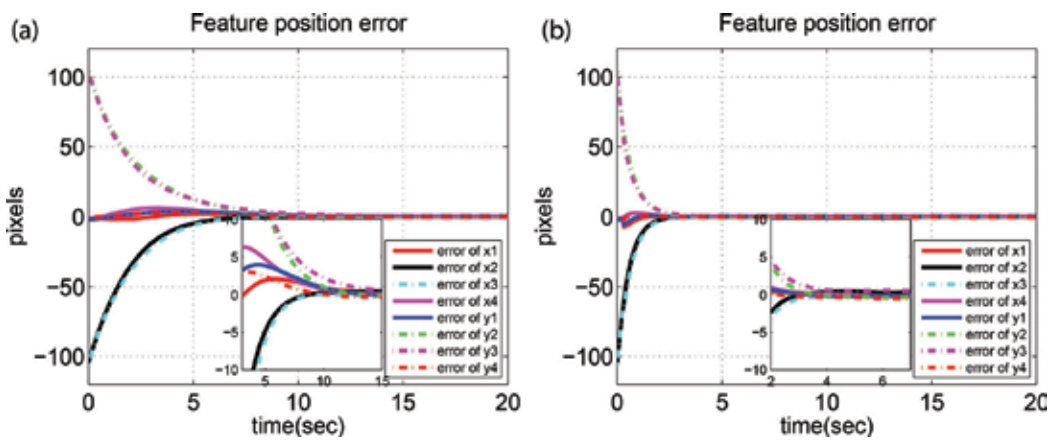 (a)
Feature position error
pixels
100
50
0
−50
−100
0
5
10
15
20
time(sec)
10
5
0
−5
−10
5
10
15
error of x1
error of x2
error of x3
error of x4
error of y1
error of y2
error of y3
error of y4
(b)
Feature position error
pixels
100
50
0
−50
−100
0
5
10
15
20
time(sec)
10
5
0
−5
−10
2
4
6
error of x1
error of x2
error of x3
error of x4
error of y1
error of y2
error of y3
error of y4